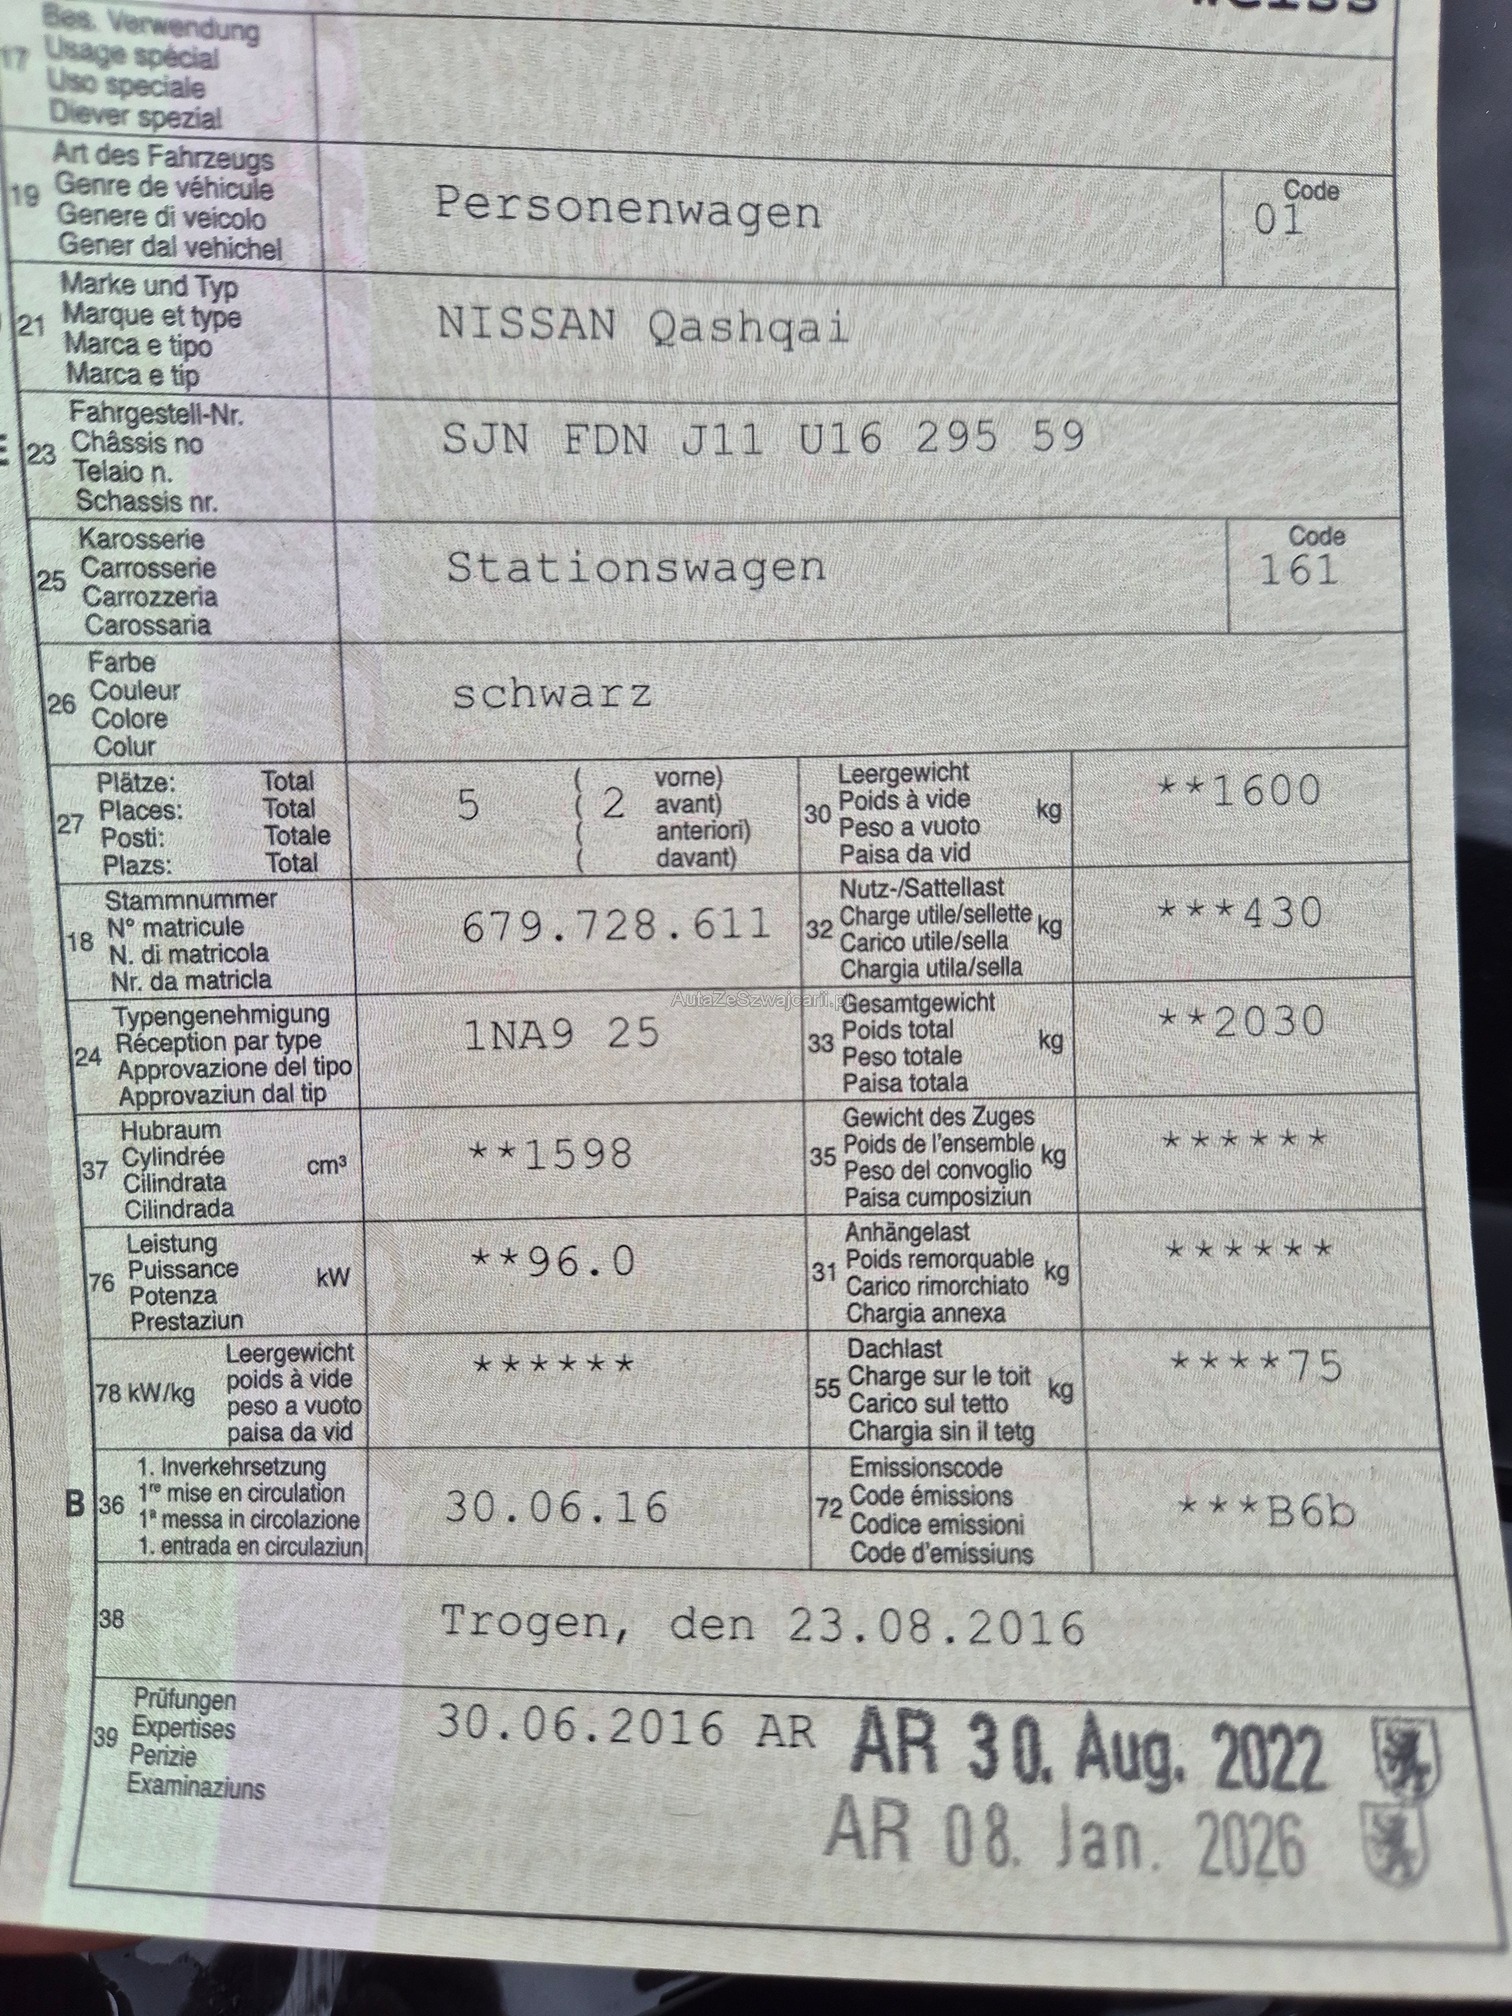 weiss
17 Bes. Verwendung
Usage spécial
Uso speciale
Diever spezial
19 Art des Fahrzeugs
Genre de véhicule
Genere di veicolo
Gener dal vehichel
Personenwagen
Code
01
21 Marke und Typ
Marque et type
Marca e tipo
Marca e tip
NISSAN Qashqai
E 23 Fahrgestell-Nr.
Châssis no
Telaio n.
Schassis nr.
SJN FDN J11 U16 295 59
25 Karosserie
Carrosserie
Carrozzeria
Carossaria
Stationswagen
Code
161
26 Farbe
Couleur
Colore
Colur
schwarz
27 Plätze: Total
Places: Total
Posti: Totale
Plazs: Total
5 ( 2 vorne)
( avant)
( anteriori)
( davant)
30 Leergewicht
Poids à vide kg
Peso a vuoto
Paisa da vid
**1600
18 Stammnummer
N° matricule
N. di matricola
Nr. da matricla
679.728.611
32 Nutz-/Sattellast
Charge utile/sellette kg
Carico utile/sella
Chargia utila/sella
***430
AutaZeSzwajcarii.pl
24 Typengenehmigung
Réception par type
Approvazione del tipo
Approvaziun dal tip
1NA9 25
33 Gesamtgewicht
Poids total kg
Peso totale
Paisa totala
**2030
37 Hubraum
Cylindrée cm³
Cilindrata
Cilindrada
**1598
35 Gewicht des Zuges
Poids de l'ensemble kg
Peso del convoglio
Paisa cumposiziun
******
76 Leistung
Puissance kW
Potenza
Prestaziun
**96.0
31 Anhängelast
Poids remorquable kg
Carico rimorchiato
Chargia annexa
******
78 kW/kg Leergewicht
poids à vide
peso a vuoto
paisa da vid
******
55 Dachlast
Charge sur le toit kg
Carico sul tetto
Chargia sin il tetg
****75
B 36 1. Inverkehrsetzung
1re mise en circulation
1a messa in circolazione
1. entrada en circulaziun
30.06.16
72 Emissionscode
Code émissions
Codice emissioni
Code d'emissiuns
***B6b
38 Trogen, den 23.08.2016
39 Prüfungen
Expertises
Perizie
Examinaziuns
30.06.2016 AR AR 30. Aug. 2022
AR 08. Jan. 2026